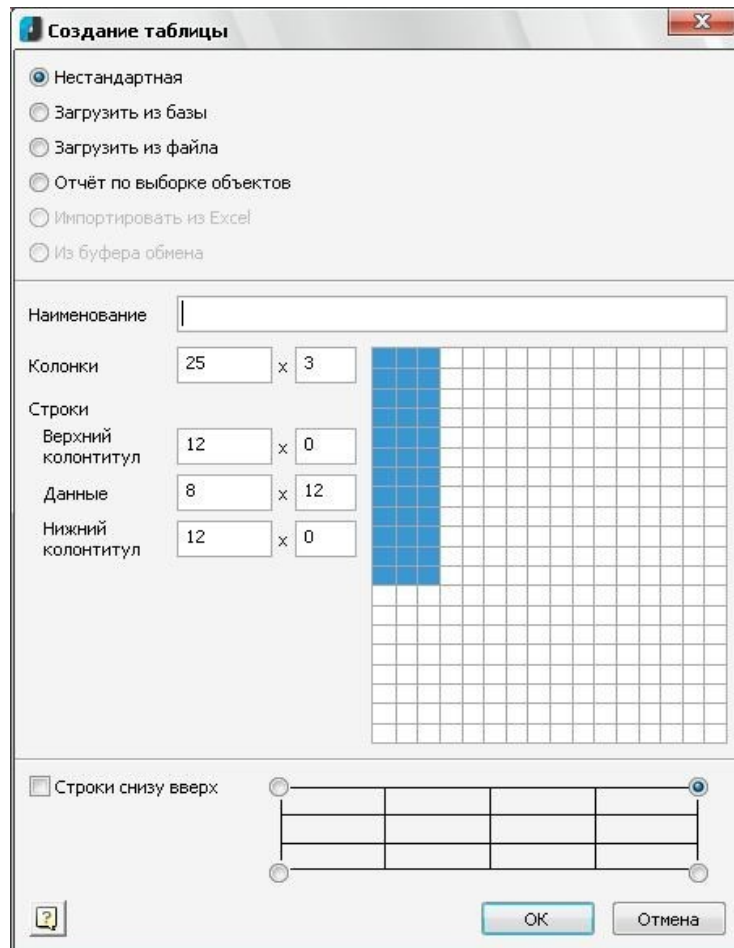 Создание таблицы
Нестандартная
Загрузить из базы
Загрузить из файла
Отчёт по выборке объектов
Импортировать из Excel
Из буфера обмена
Наименование
Колонки 25 x 3
Строки
Верхний
колонтитул 12 x 0
Данные 8 x 12
Нижний
колонтитул 12 x 0
Строки снизу вверх
? ОК Отмена